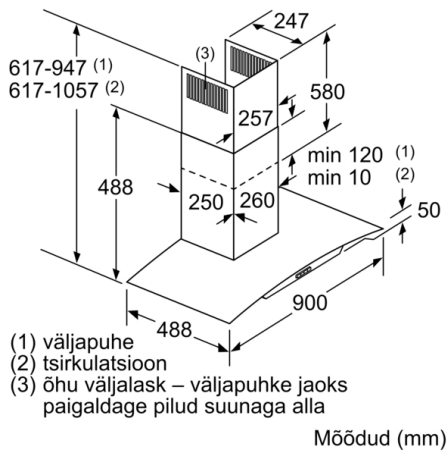 247
(3)
617-947 (1)
617-1057 (2)
580
257
min 120 (1)
min 10 (2)
488
250
260
50
900
488
(1) väljapuhe
(2) tsirkulatsioon
(3) õhu väljalask – väljapuhke jaoks
paigaldage pilud suunaga alla
Mõõdud (mm)